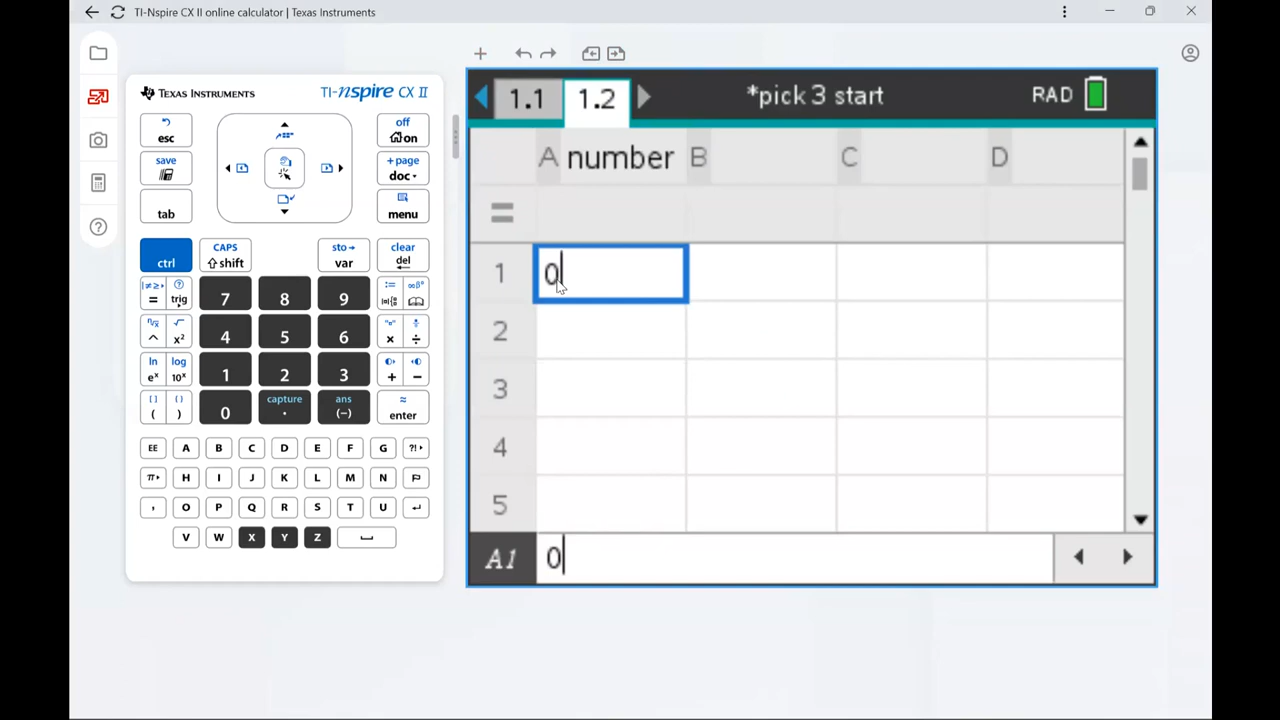 TI-Nspire CX II online calculator | Texas Instruments
TEXAS INSTRUMENTS TI-nspire CX II
esc off on
save +page doc
tab menu
ctrl CAPS shift sto→ var clear del
= trig 7 8 9
^ x² 4 5 6 × ÷
ln eˣ log 10ˣ 1 2 3 + −
( ) 0 capture . ans (−) ≈ enter
EE A B C D E F G ?!
π H I J K L M N
, O P Q R S T U
V W X Y Z
1.1 1.2 *pick 3 start RAD
A number B C D
=
1 0
2
3
4
5
A1 0